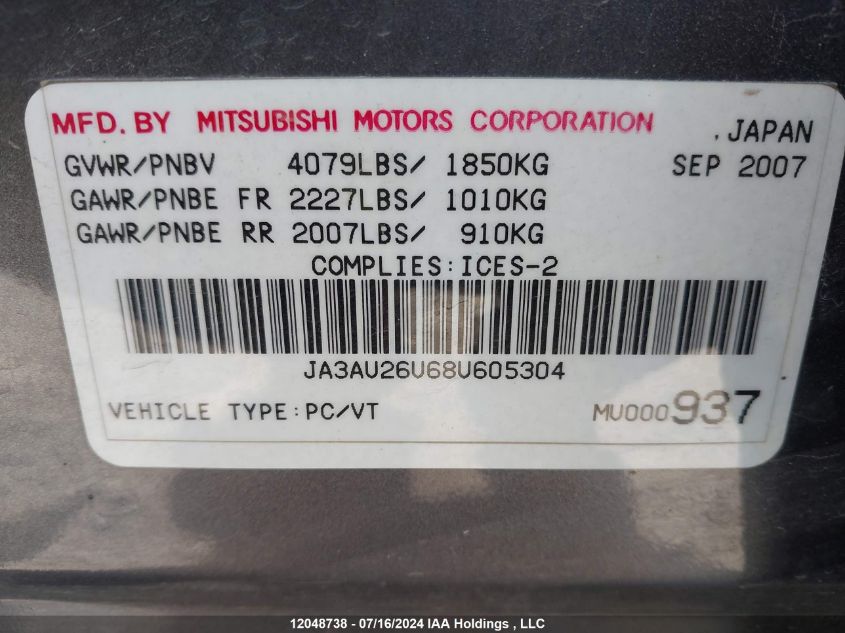 MFD. BY MITSUBISHI MOTORS CORPORATION , JAPAN
GVWR/PNBV 4079LBS/ 1850KG SEP 2007
GAWR/PNBE FR 2227LBS/ 1010KG
GAWR/PNBE RR 2007LBS/ 910KG
COMPLIES:ICES-2
JA3AU26U68U605304
VEHICLE TYPE:PC/VT MU000937
12048738 - 07/16/2024 IAA Holdings , LLC